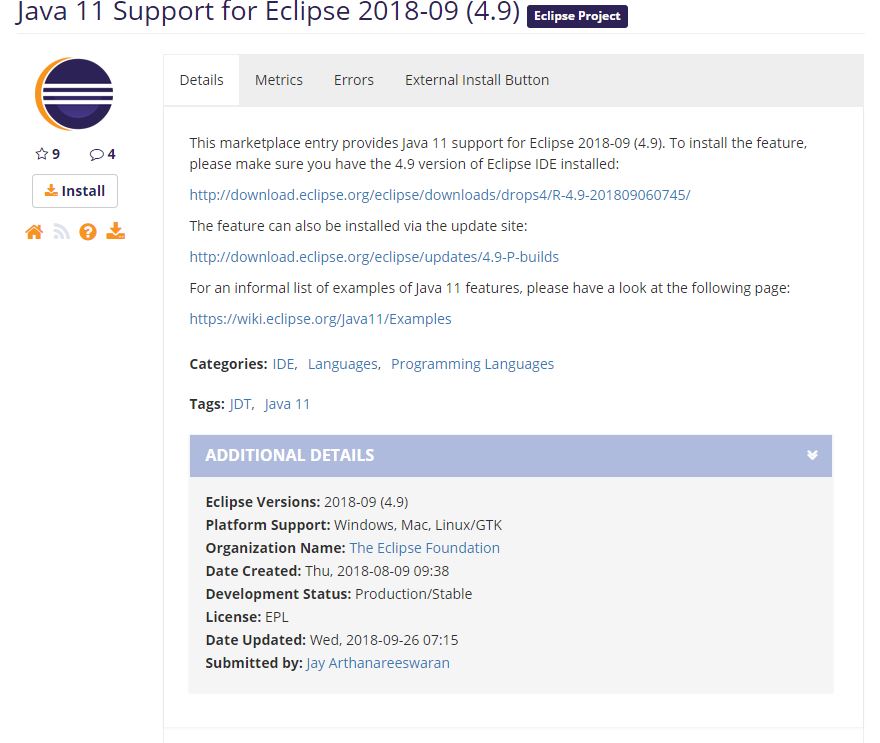 Java 11 Support for Eclipse 2018-09 (4.9) Eclipse Project
Details Metrics Errors External Install Button
9 4
Install
This marketplace entry provides Java 11 support for Eclipse 2018-09 (4.9). To install the feature,
please make sure you have the 4.9 version of Eclipse IDE installed:
http://download.eclipse.org/eclipse/downloads/drops4/R-4.9-201809060745/
The feature can also be installed via the update site:
http://download.eclipse.org/eclipse/updates/4.9-P-builds
For an informal list of examples of Java 11 features, please have a look at the following page:
https://wiki.eclipse.org/Java11/Examples
Categories: IDE, Languages, Programming Languages
Tags: JDT, Java 11
ADDITIONAL DETAILS
Eclipse Versions: 2018-09 (4.9)
Platform Support: Windows, Mac, Linux/GTK
Organization Name: The Eclipse Foundation
Date Created: Thu, 2018-08-09 09:38
Development Status: Production/Stable
License: EPL
Date Updated: Wed, 2018-09-26 07:15
Submitted by: Jay Arthanareeswaran